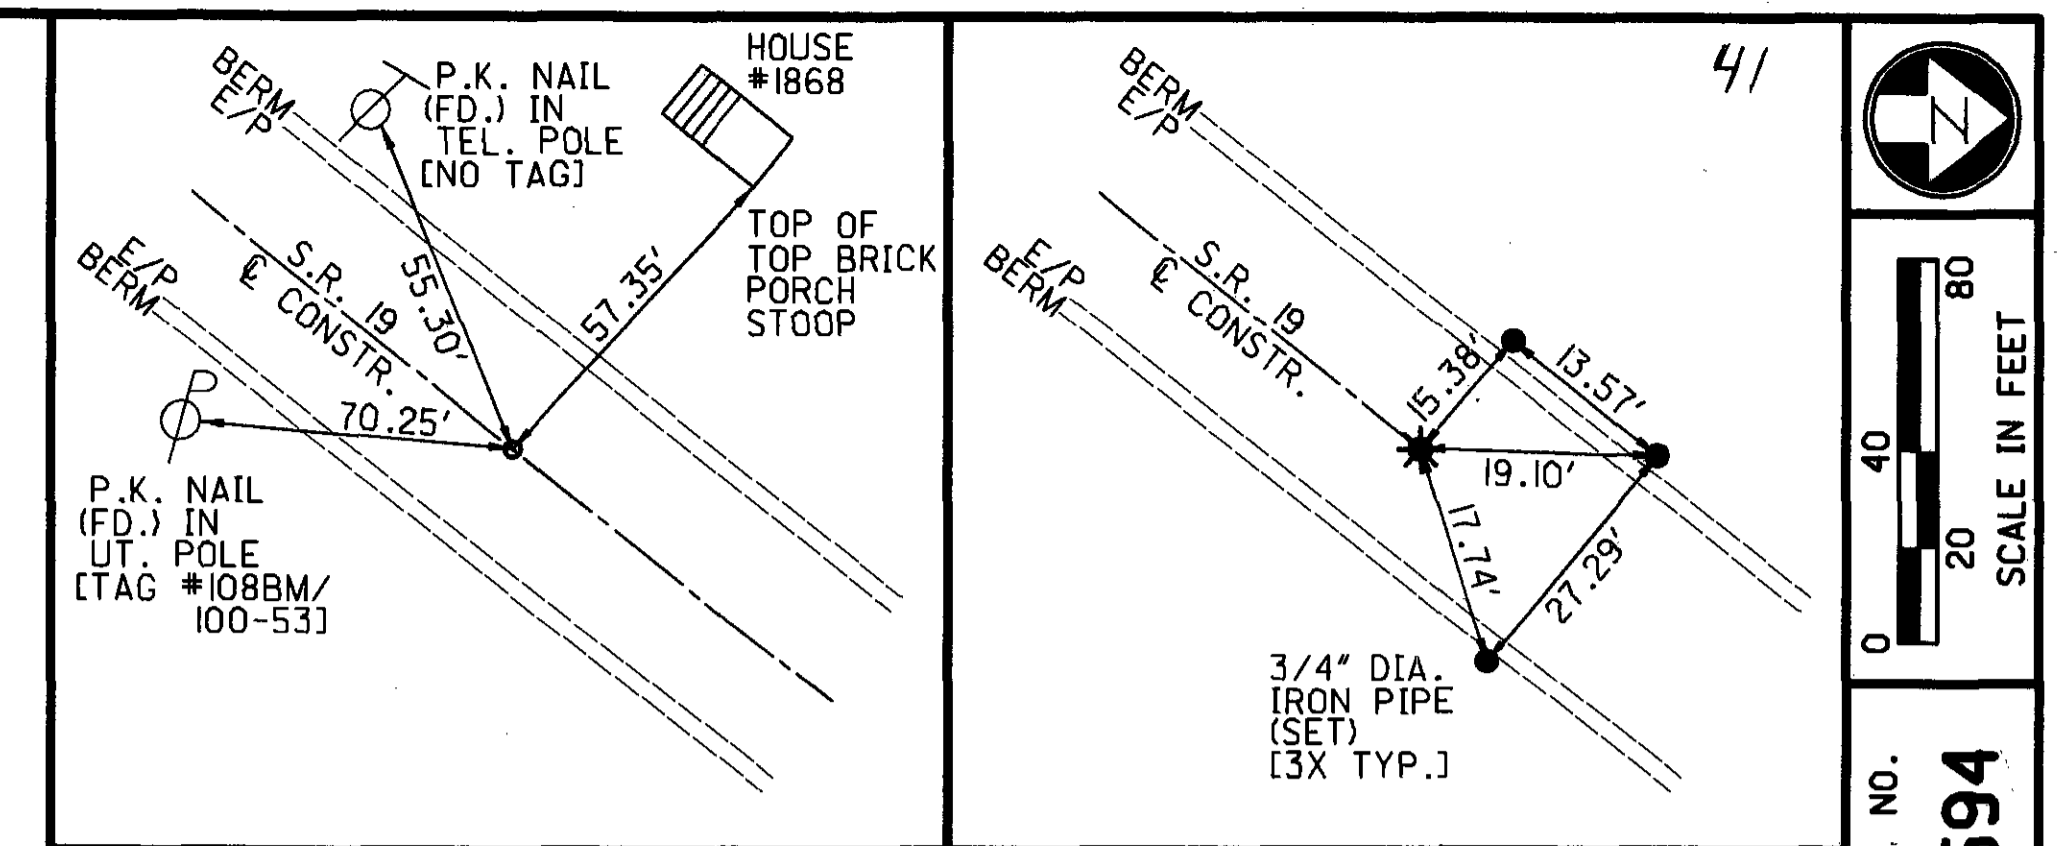 BERM
E/P
P.K. NAIL
(FD.) IN
TEL. POLE
[NO TAG]
HOUSE
#1868
TOP OF
TOP BRICK
PORCH
STOOP
E/P
BERM
S.R. 19
℄ CONSTR.
55.30'
57.35'
70.25'
P.K. NAIL
(FD.) IN
UT. POLE
[TAG #108BM/
100-53]
41
BERM
E/P
E/P
BERM
S.R. 19
℄ CONSTR.
15.38'
13.57'
19.10'
17.74'
27.29'
3/4" DIA.
IRON PIPE
(SET)
[3X TYP.]
N
0
20
40
80
SCALE IN FEET
NO.